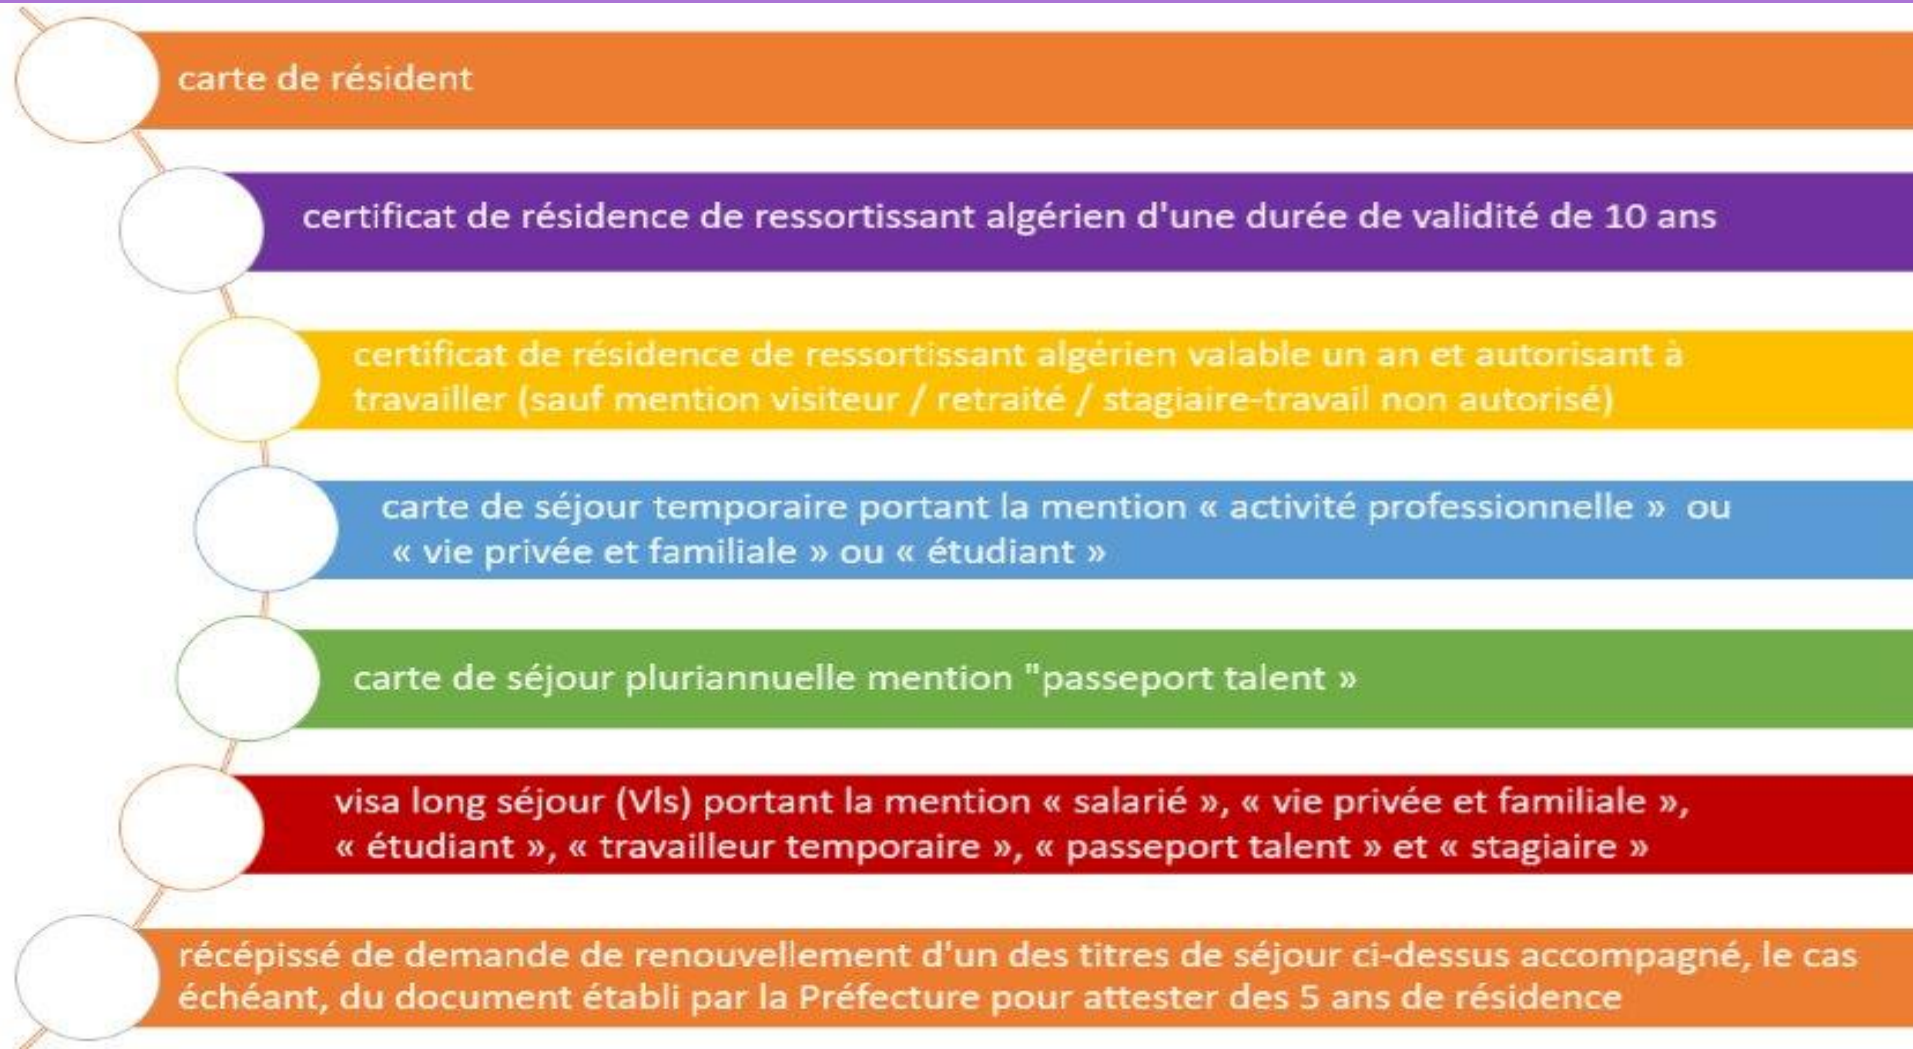 carte de résident
certificat de résidence de ressortissant algérien d'une durée de validité de 10 ans
certificat de résidence de ressortissant algérien valable un an et autorisant à
travailler (sauf mention visiteur / retraité / stagiaire-travail non autorisé)
carte de séjour temporaire portant la mention « activité professionnelle » ou
« vie privée et familiale » ou « étudiant »
carte de séjour pluriannuelle mention "passeport talent »
visa long séjour (Vls) portant la mention « salarié », « vie privée et familiale »,
« étudiant », « travailleur temporaire », « passeport talent » et « stagiaire »
récépissé de demande de renouvellement d'un des titres de séjour ci-dessus accompagné, le cas
échéant, du document établi par la Préfecture pour attester des 5 ans de résidence